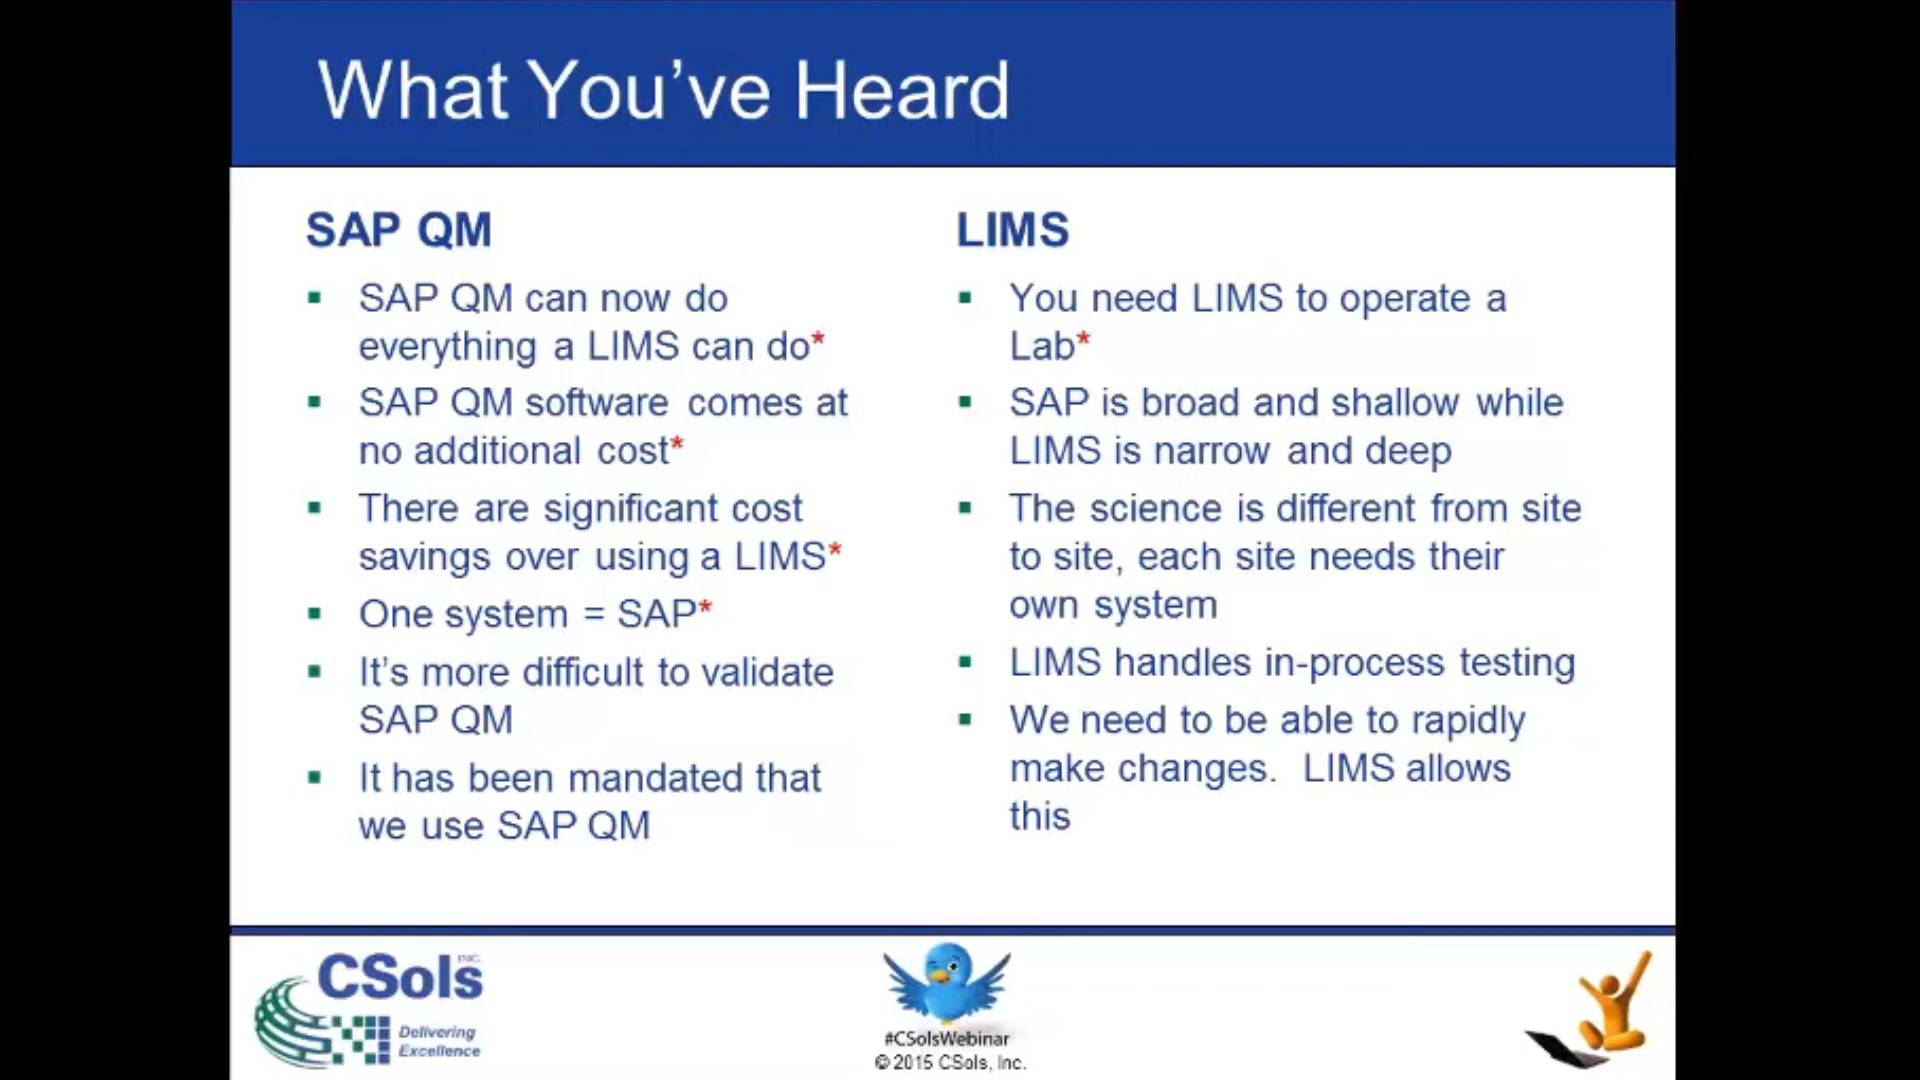 What You've Heard
SAP QM
▪ SAP QM can now do
everything a LIMS can do*
▪ SAP QM software comes at
no additional cost*
▪ There are significant cost
savings over using a LIMS*
▪ One system = SAP*
▪ It's more difficult to validate
SAP QM
▪ It has been mandated that
we use SAP QM
LIMS
▪ You need LIMS to operate a
Lab*
▪ SAP is broad and shallow while
LIMS is narrow and deep
▪ The science is different from site
to site, each site needs their
own system
▪ LIMS handles in-process testing
▪ We need to be able to rapidly
make changes. LIMS allows
this
CSols INC.
Delivering
Excellence
#CSolsWebinar
© 2015 CSols, Inc.